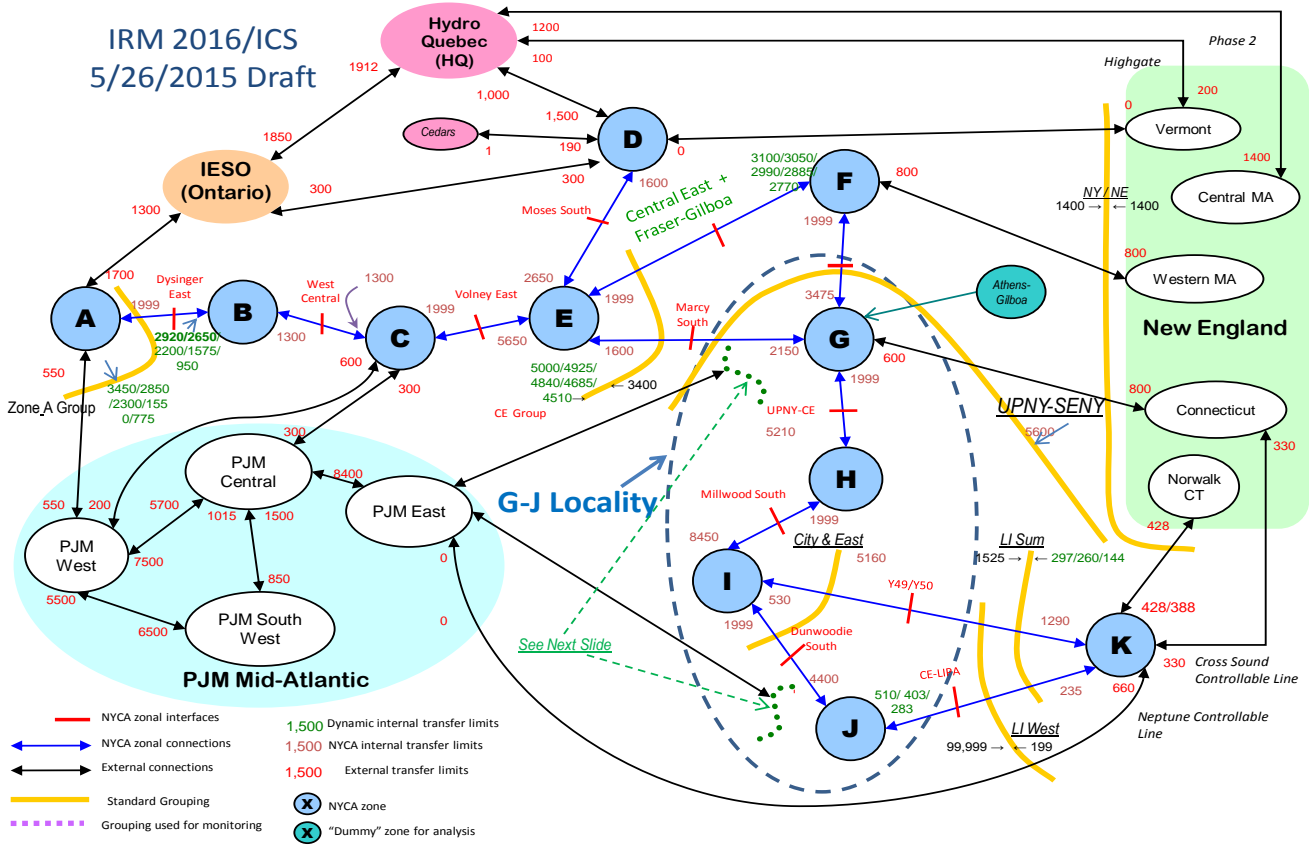 IRM 2016/ICS
5/26/2015 Draft
Hydro
Quebec
(HQ)
1200
100
1912
Phase 2
Highgate
200
0
1,000
1,500
Cedars
1
190
D
0
Vermont
1850
IESO
(Ontario)
300
300
1600
3100/3050/
2990/2885/
2770
F
800
1400
Central MA
NY / NE
1400 → ← 1400
1300
Moses South
Central East +
Fraser-Gilboa
1999
800
Western MA
New England
1700
Dysinger
East
1999
A
B
West
Central
1300
1300
C
1999
Volney East
2650
5650
E
1999
1600
Marcy
South
3475
Athens-
Gilboa
G
2150
600
1999
2920/2650/
2200/1575/
950
3450/2850
/2300/155
0/775
550
Zone A Group
600
300
5000/4925/
4840/4685/
4510→
← 3400
CE Group
UPNY-CE
5210
UPNY-SENY
5600
800
Connecticut
330
Norwalk
CT
428
300
PJM
Central
8400
PJM East
G-J Locality
H
Millwood South
1999
550
200
5700
1015
1500
PJM
West
7500
5500
850
6500
PJM South
West
0
0
PJM Mid-Atlantic
8450
City & East
5160
I
530
1999
Y49/Y50
LI Sum
1525 → ← 297/260/144
1290
428/388
K
330
660
235
Cross Sound
Controllable Line
Neptune Controllable
Line
See Next Slide
Dunwoodie
South
4400
J
510/ 403/
283
CE-LIPA
LI West
99,999 → ← 199
NYCA zonal interfaces
NYCA zonal connections
External connections
Standard Grouping
Grouping used for monitoring
1,500 Dynamic internal transfer limits
1,500 NYCA internal transfer limits
1,500 External transfer limits
X NYCA zone
X "Dummy" zone for analysis